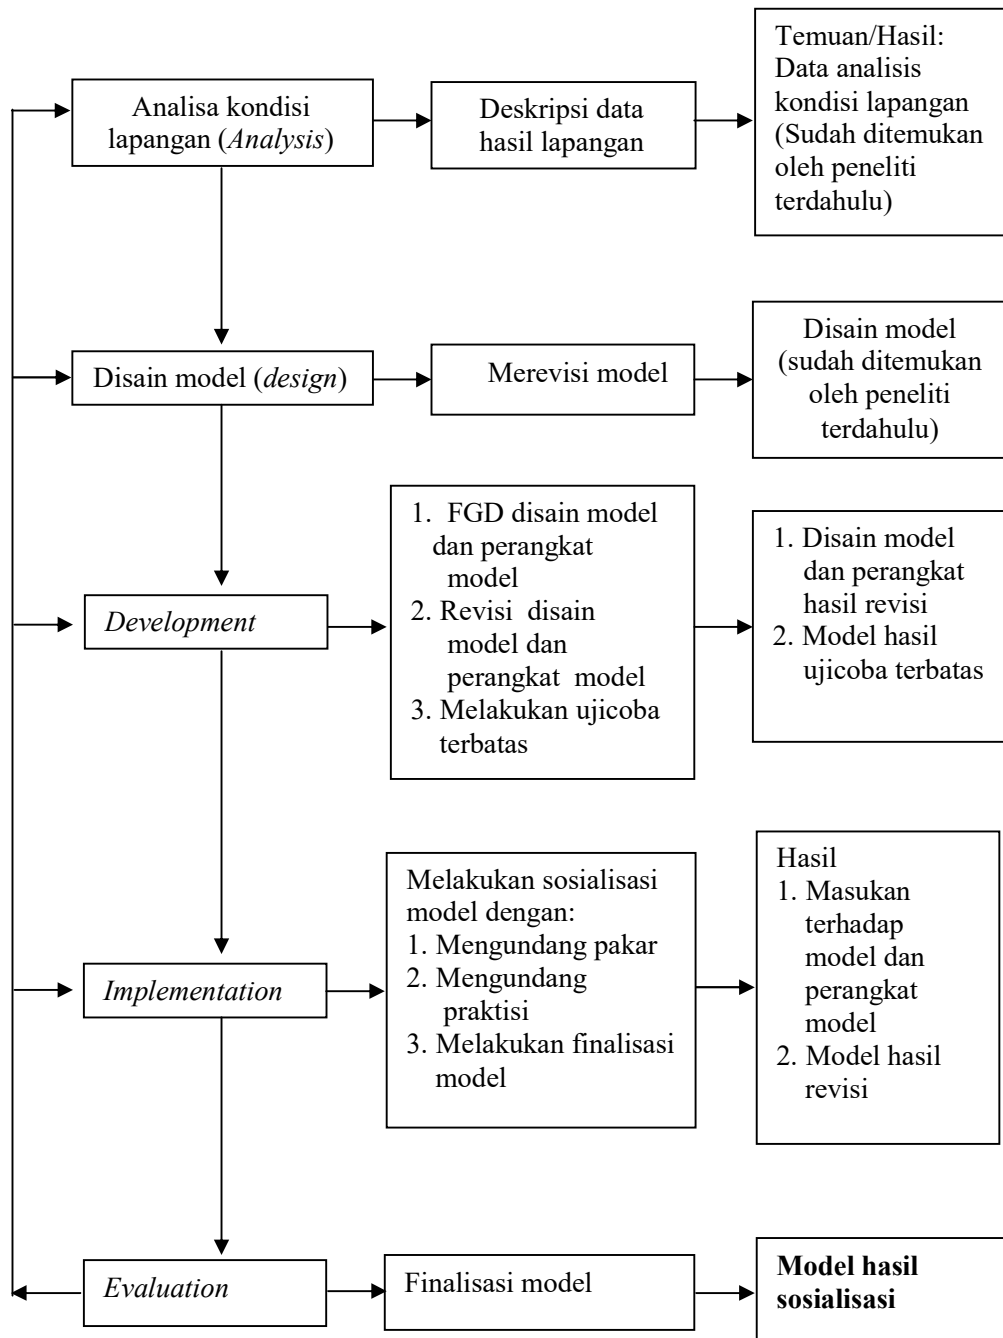 Analisa kondisi
lapangan (Analysis)
Deskripsi data
hasil lapangan
Temuan/Hasil:
Data analisis
kondisi lapangan
(Sudah ditemukan
oleh peneliti
terdahulu)
Disain model (design)
Merevisi model
Disain model
(sudah ditemukan
oleh peneliti
terdahulu)
Development
1. FGD disain model
dan perangkat
model
2. Revisi disain
model dan
perangkat model
3. Melakukan ujicoba
terbatas
1. Disain model
dan perangkat
hasil revisi
2. Model hasil
ujicoba terbatas
Implementation
Melakukan sosialisasi
model dengan:
1. Mengundang pakar
2. Mengundang
praktisi
3. Melakukan finalisasi
model
Hasil
1. Masukan
terhadap
model dan
perangkat
model
2. Model hasil
revisi
Evaluation
Finalisasi model
Model hasil
sosialisasi